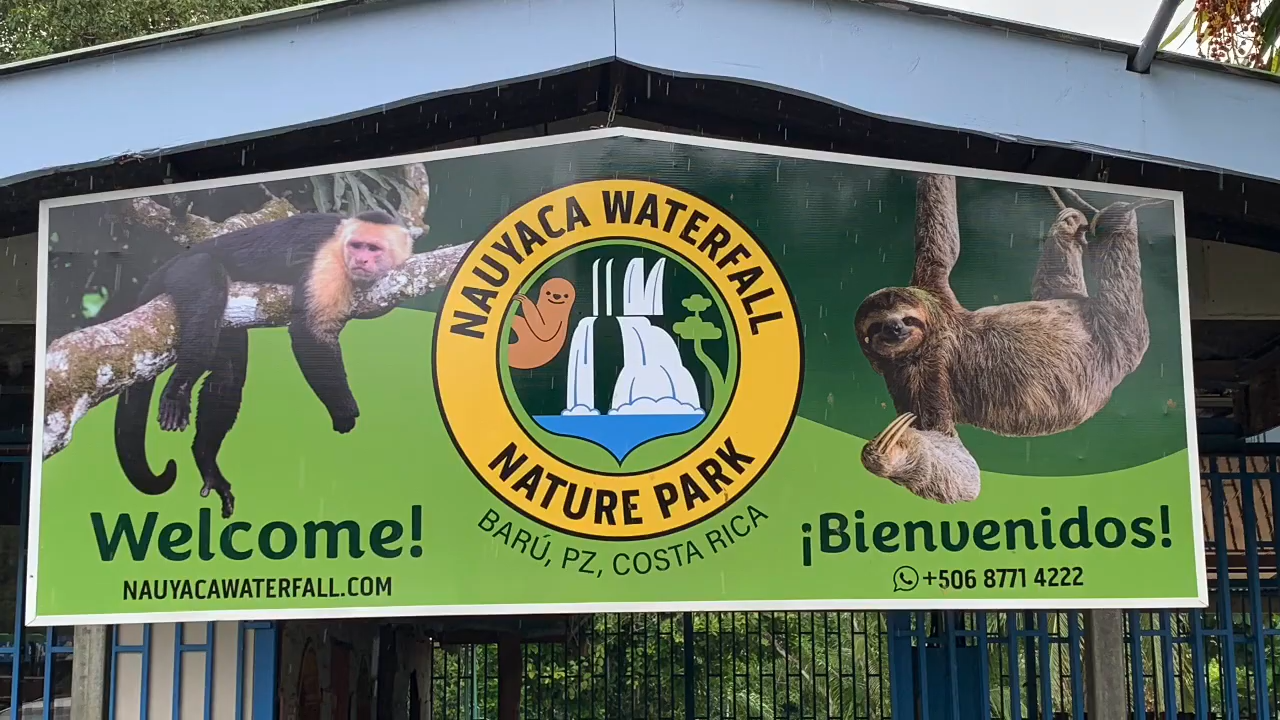 NAUYACA WATERFALL
NATURE PARK
BARÚ, PZ, COSTA RICA
Welcome!
NAUYACAWATERFALL.COM
¡Bienvenidos!
+506 8771 4222